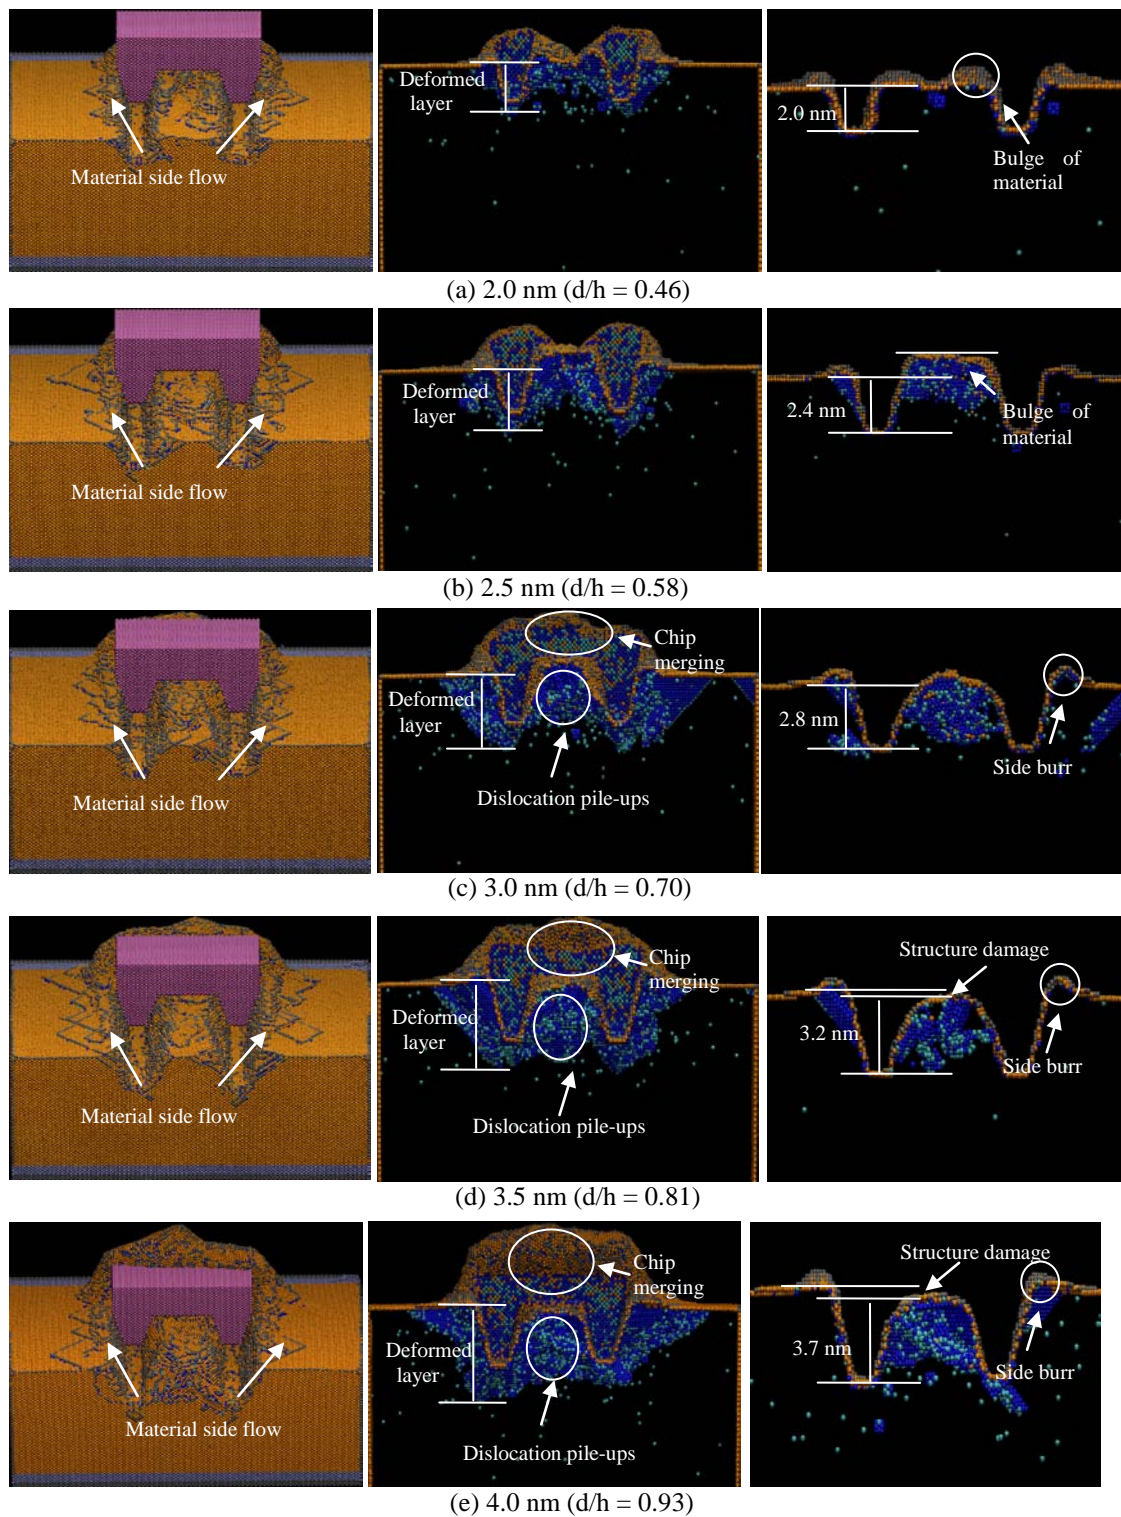 Material side flow
Deformed
layer
2.0 nm
Bulge of
material
(a) 2.0 nm (d/h = 0.46)
Material side flow
Deformed
layer
2.4 nm
Bulge of
material
(b) 2.5 nm (d/h = 0.58)
Material side flow
Chip
merging
Deformed
layer
Dislocation pile-ups
2.8 nm
Side burr
(c) 3.0 nm (d/h = 0.70)
Material side flow
Chip
merging
Deformed
layer
Dislocation pile-ups
Structure damage
3.2 nm
Side burr
(d) 3.5 nm (d/h = 0.81)
Material side flow
Chip
merging
Deformed
layer
Dislocation pile-ups
Structure damage
3.7 nm
Side burr
(e) 4.0 nm (d/h = 0.93)